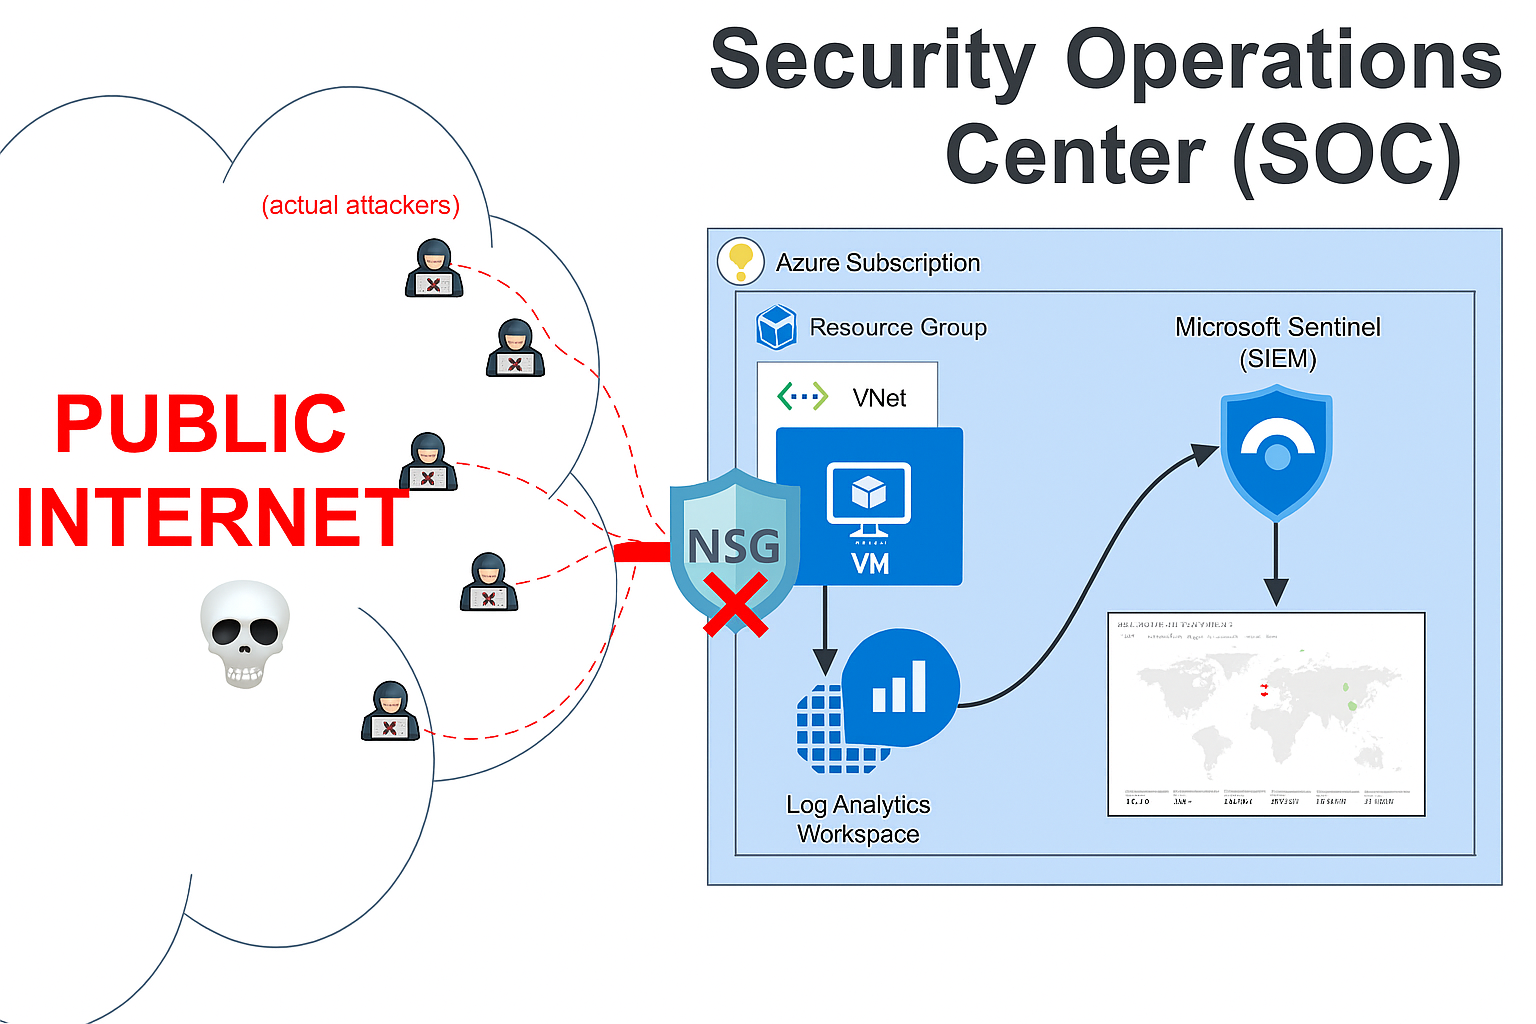 Security Operations
Center (SOC)
(actual attackers)
PUBLIC
INTERNET
Azure Subscription
Resource Group
VNet
NSG
VM
Log Analytics
Workspace
Microsoft Sentinel
(SIEM)